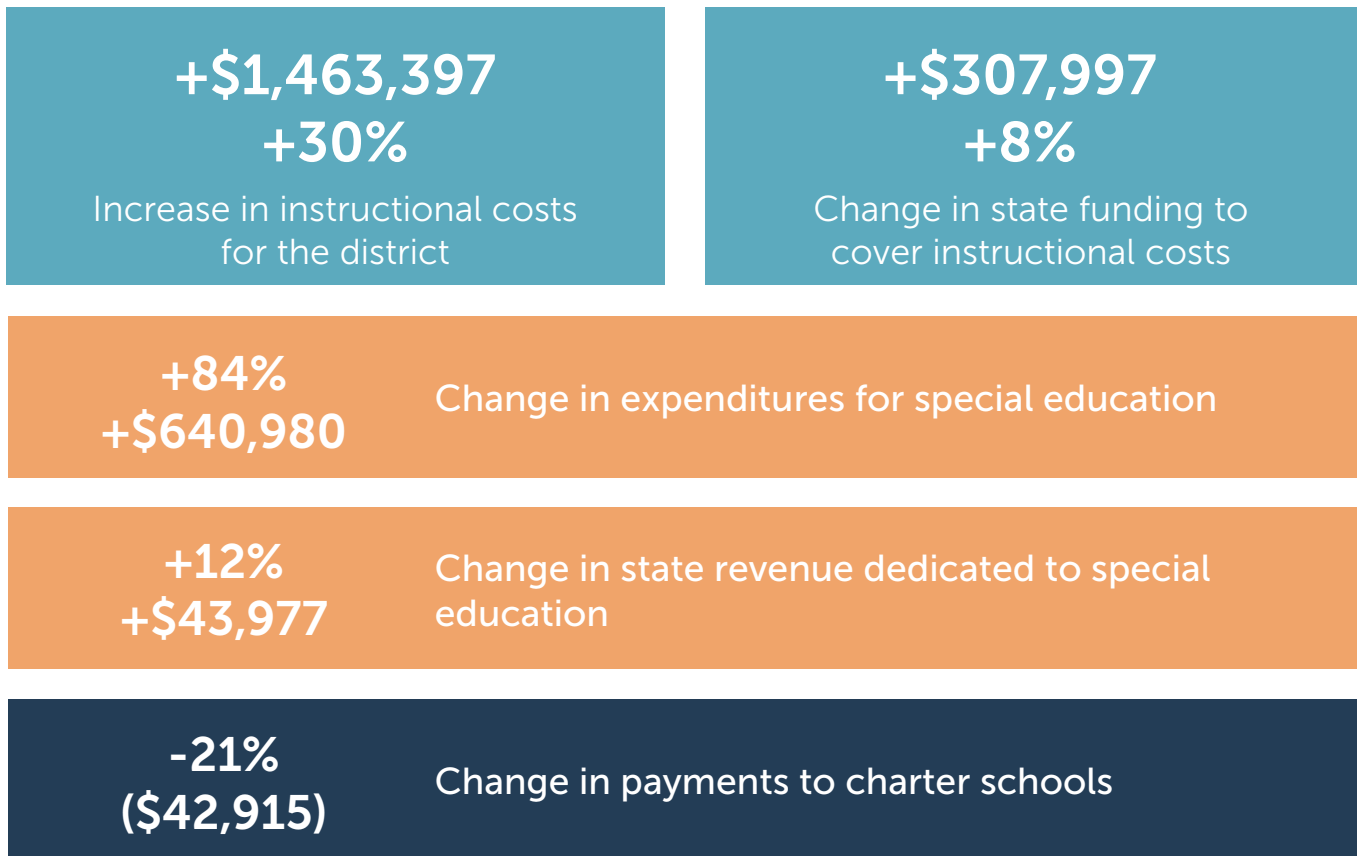 +$1,463,397
+30%
Increase in instructional costs
for the district
+$307,997
+8%
Change in state funding to
cover instructional costs
+84%
+$640,980
Change in expenditures for special education
+12%
+$43,977
Change in state revenue dedicated to special
education
-21%
($42,915)
Change in payments to charter schools